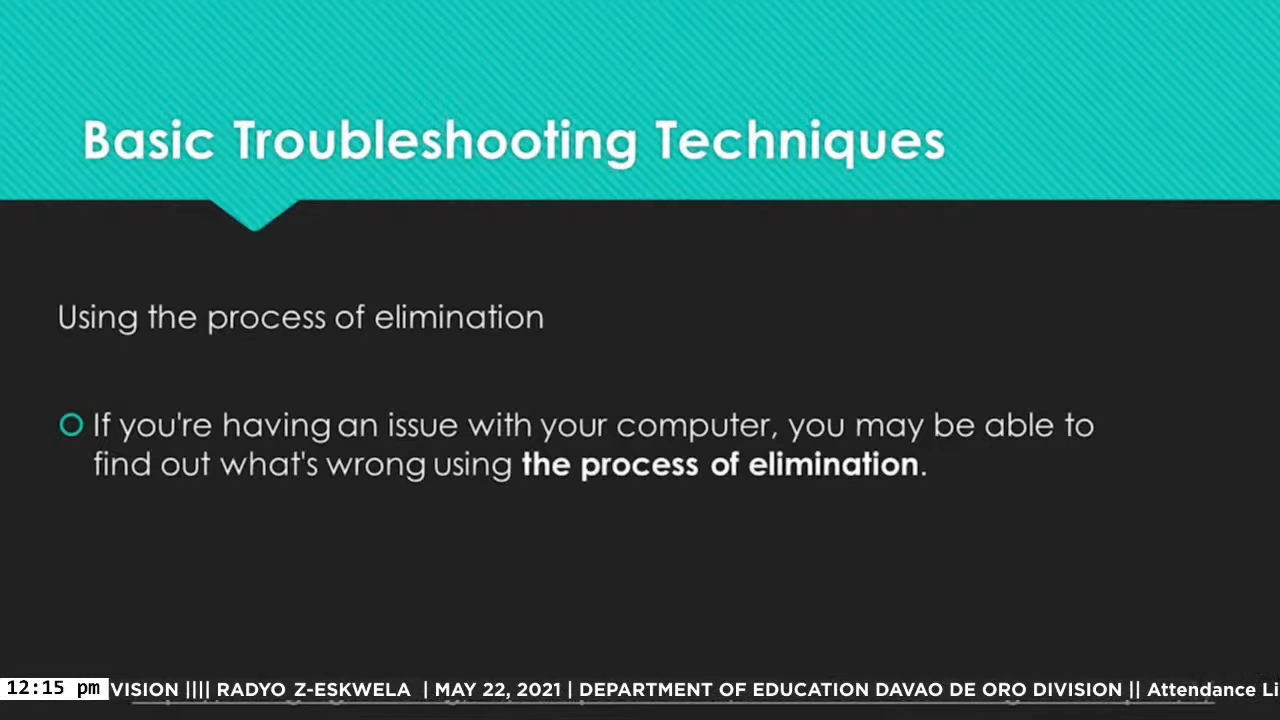 Basic Troubleshooting Techniques
Using the process of elimination
If you're having an issue with your computer, you may be able to
find out what's wrong using the process of elimination.
12:15 pm VISION |||| RADYO Z-ESKWELA | MAY 22, 2021 | DEPARTMENT OF EDUCATION DAVAO DE ORO DIVISION || Attendance Li